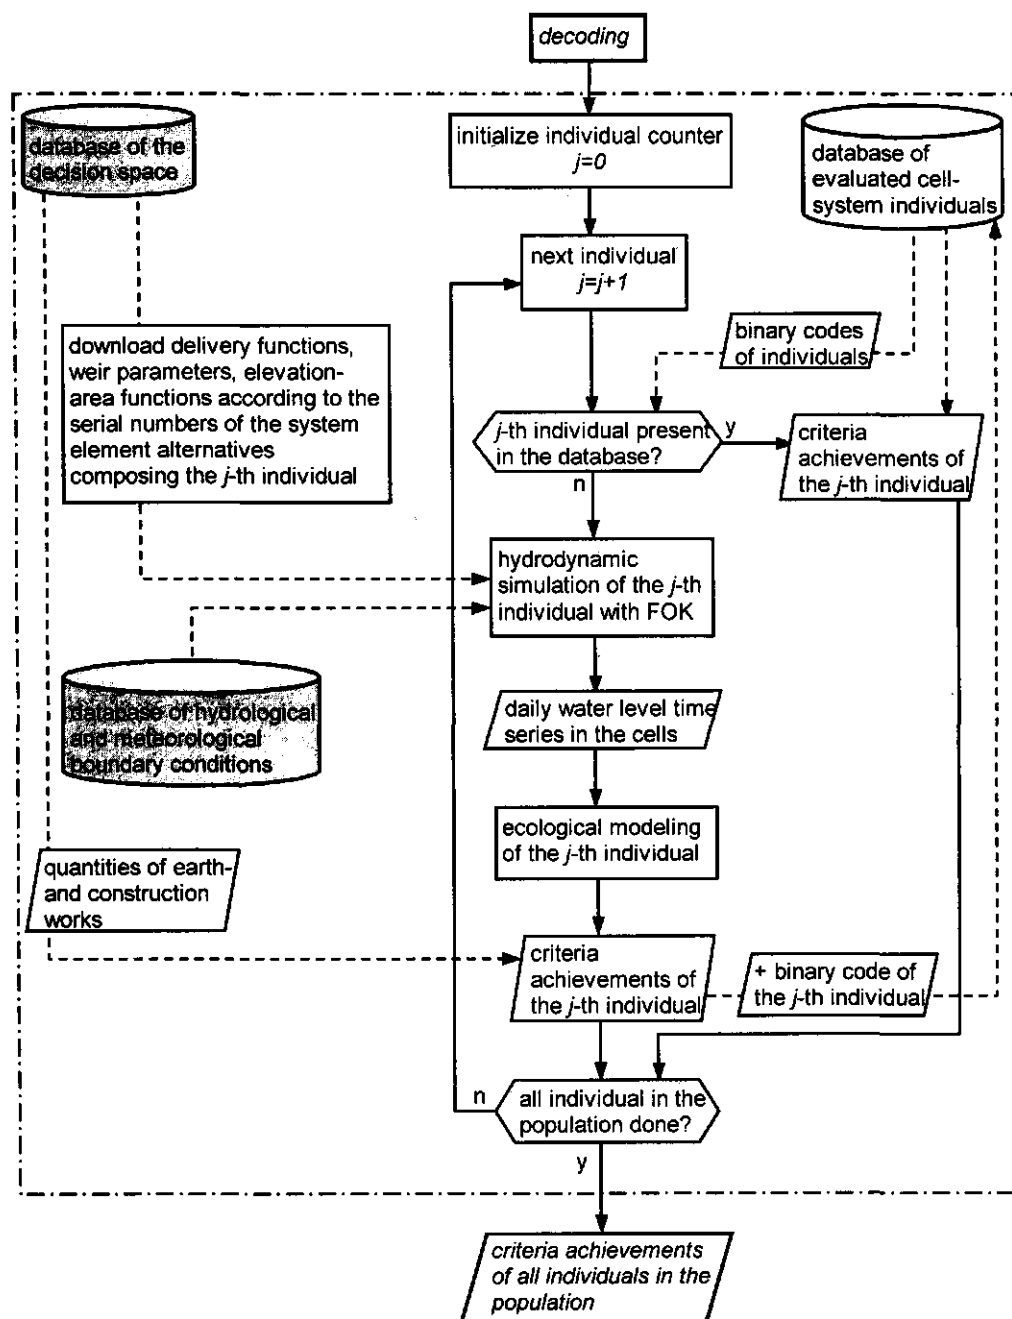 decoding
database of the
decision space
initialize individual counter
j=0
database of
evaluated cell-
system individuals
next individual
j=j+1
binary codes
of individuals
download delivery functions,
weir parameters, elevation-
area functions according to the
serial numbers of the system
element alternatives
composing the j-th individual
j-th individual present
in the database?
y
n
criteria
achievements of
the j-th individual
hydrodynamic
simulation of the j-th
individual with FOK
database of hydrological
and meteorological
boundary conditions
daily water level time
series in the cells
ecological modeling
of the j-th individual
quantities of earth-
and construction
works
criteria
achievements of
the j-th individual
+ binary code of
the j-th individual
n
all individual in the
population done?
y
criteria achievements
of all individuals in the
population